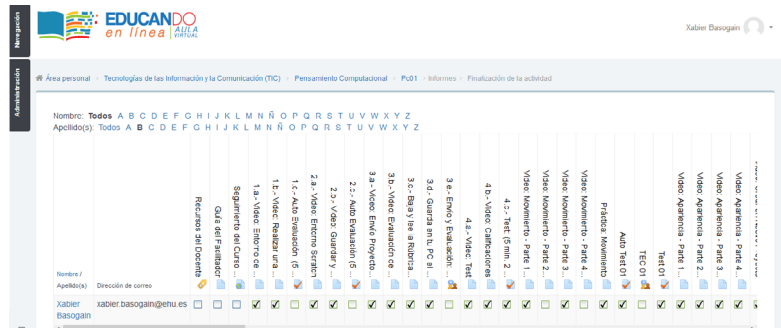 Navegación
Administración
EDUCANDO
en línea AULA VIRTUAL
Xabier Basogain
Área personal Tecnologías de las Información y la Comunicación (TIC) Pensamiento Computacional Pc01 Informes Finalización de la actividad
Nombre: Todos A B C D E F G H I J K L M N Ñ O P Q R S T U V W X Y Z
Apellido(s): Todos A B C D E F G H I J K L M N Ñ O P Q R S T U V W X Y Z
Nombre /
Apellido(s) Dirección de correo
Recursos del Docente
Guía del Facilitador
Seguimiento del Curso ...
1.a.- Video: Entorno de ...
1.b.- Video: Realizar una ...
1.c.- Auto Evaluación (5 ...
2.a.- Video: Entorno Scratch
2.b.- Video: Guardar y ...
2.c.- Auto Evaluación (5 ...
3.a.- Video: Envío Proyecto...
3.b.- Video: Evaluación de ...
3.c.- Baja y lee la Rúbrica...
3.d.- Guarda en tu PC el ...
3.e.- Envío y Evaluación: ...
4.a.- Video: Test
4.b.- Video: Calificaciones
4.c.- Test: (5 min. 2 ...
Video: Movimiento - Parte 1...
Video: Movimiento - Parte 2...
Video: Movimiento - Parte 3...
Video: Movimiento - Parte 4...
Práctica: Movimiento
Auto Test 01
TEC 01
Test 01
Video: Apariencia - Parte 1...
Video: Apariencia - Parte 2...
Video: Apariencia - Parte 3...
Video: Apariencia - Parte 4...
Xabier Basogain xabier.basogain@ehu.es